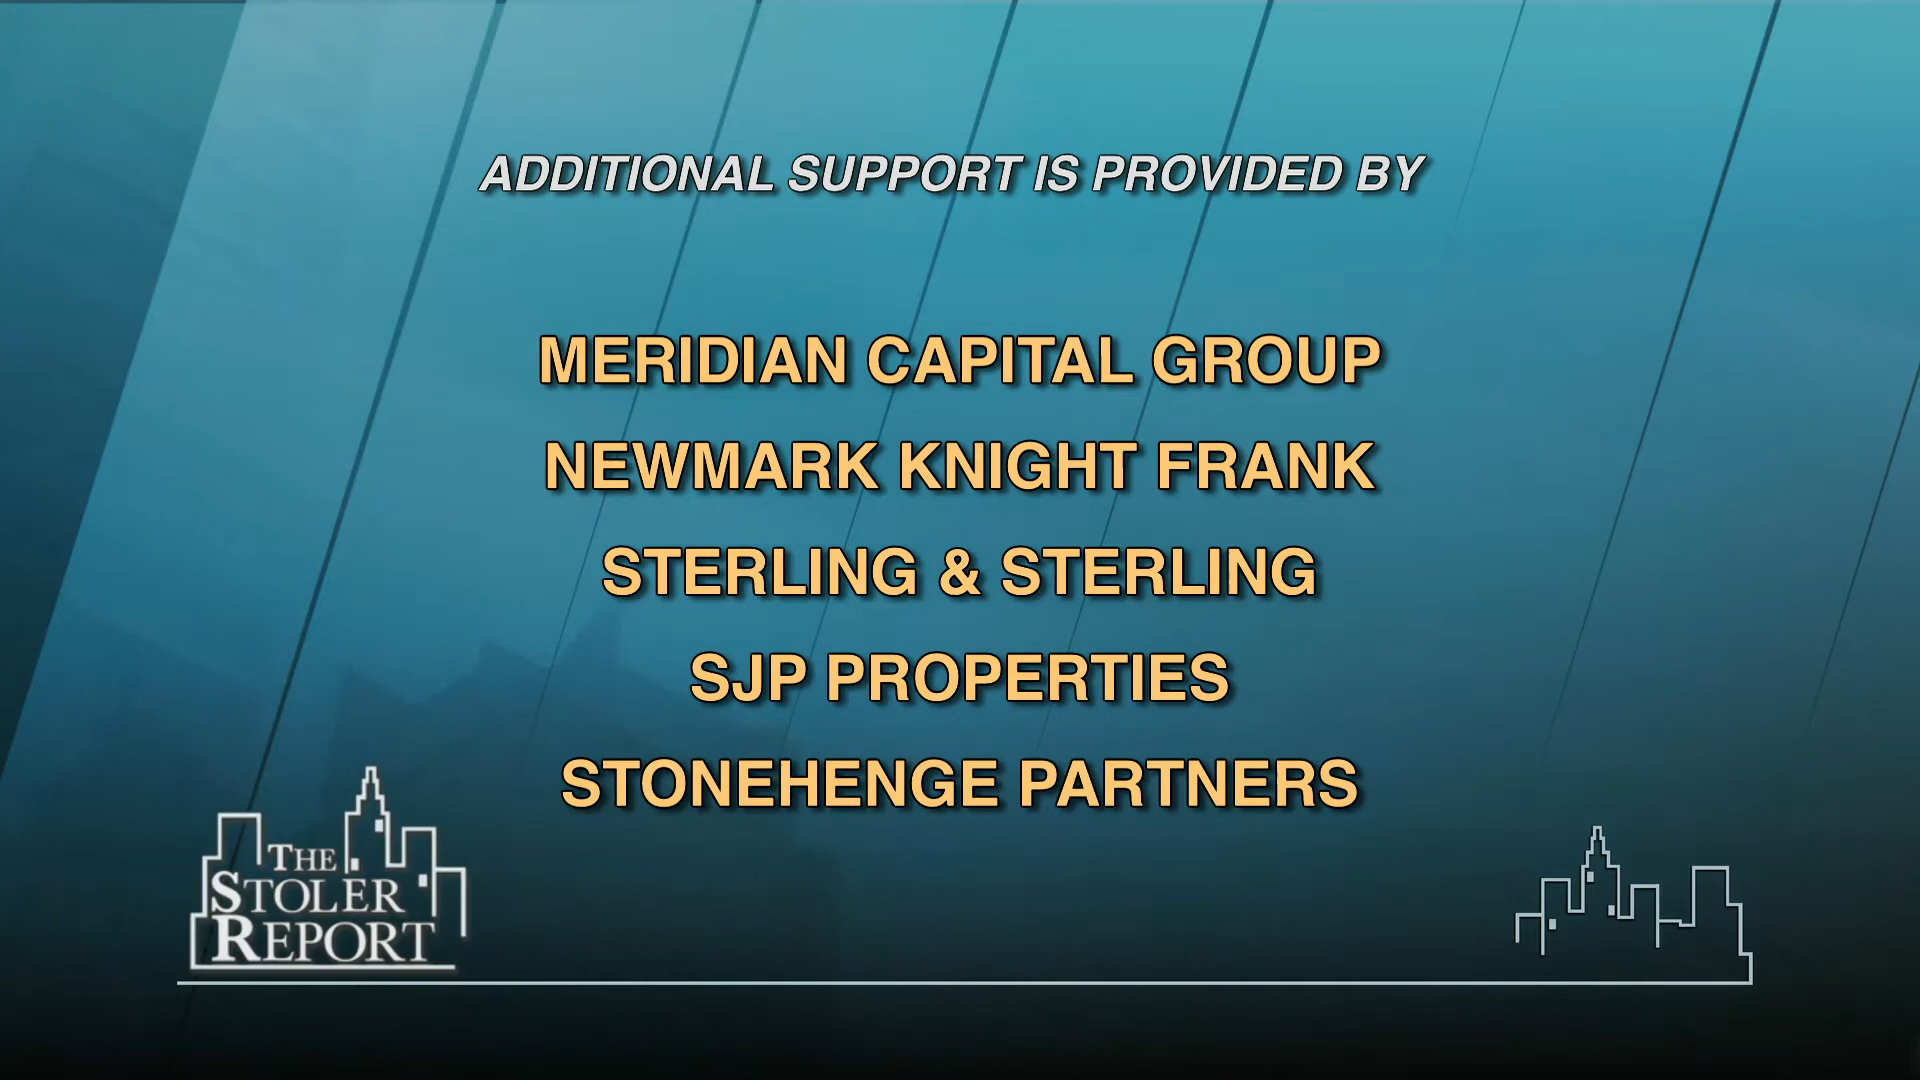 ADDITIONAL SUPPORT IS PROVIDED BY
MERIDIAN CAPITAL GROUP
NEWMARK KNIGHT FRANK
STERLING & STERLING
SJP PROPERTIES
STONEHENGE PARTNERS
THE
STOLER
REPORT